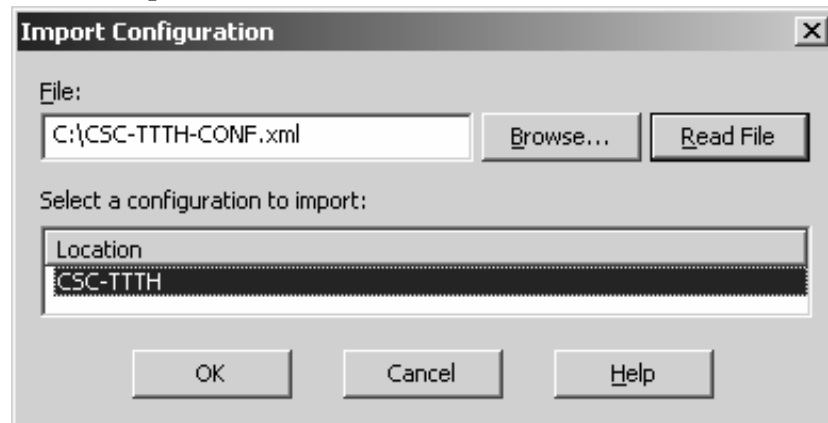 Import Configuration
File:
C:\CSC-TTTH-CONF.xml Browse... Read File
Select a configuration to import:
Location
CSC-TTTH
OK Cancel Help